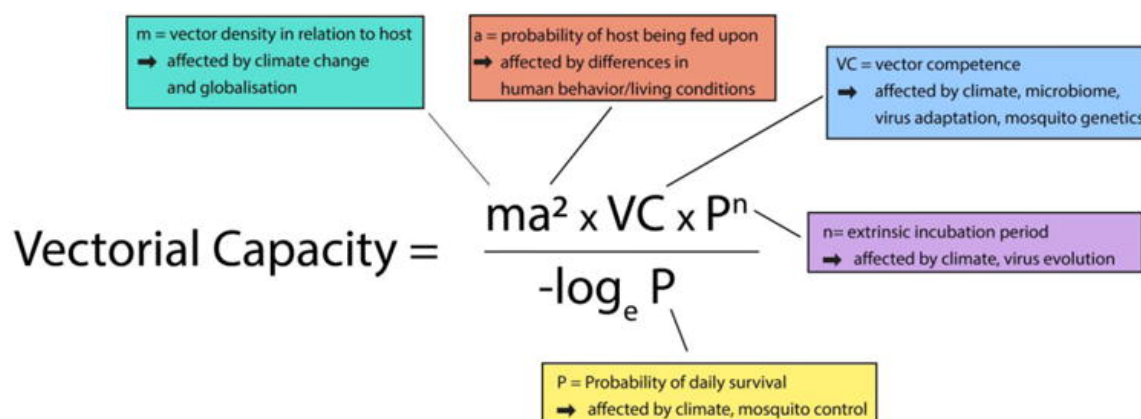 m = vector density in relation to host
➡ affected by climate change
and globalisation
a = probability of host being fed upon
➡ affected by differences in
human behavior/living conditions
VC = vector competence
➡ affected by climate, microbiome,
virus adaptation, mosquito genetics
Vectorial Capacity =
ma² x VC x Pⁿ
-logₑ P
n= extrinsic incubation period
➡ affected by climate, virus evolution
P = Probability of daily survival
➡ affected by climate, mosquito control